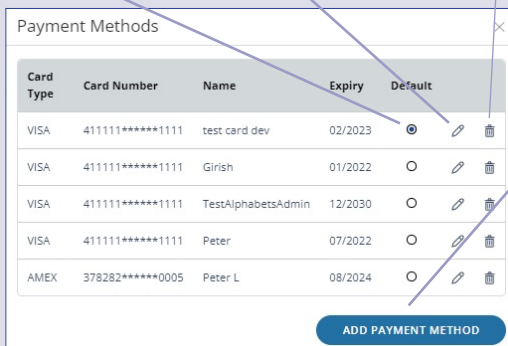 Payment Methods
Card Type Card Number Name Expiry Default
VISA 411111******1111 test card dev 02/2023
VISA 411111******1111 Girish 01/2022
VISA 411111******1111 TestAlphabetsAdmin 12/2030
VISA 411111******1111 Peter 07/2022
AMEX 378282******0005 Peter L 08/2024
ADD PAYMENT METHOD